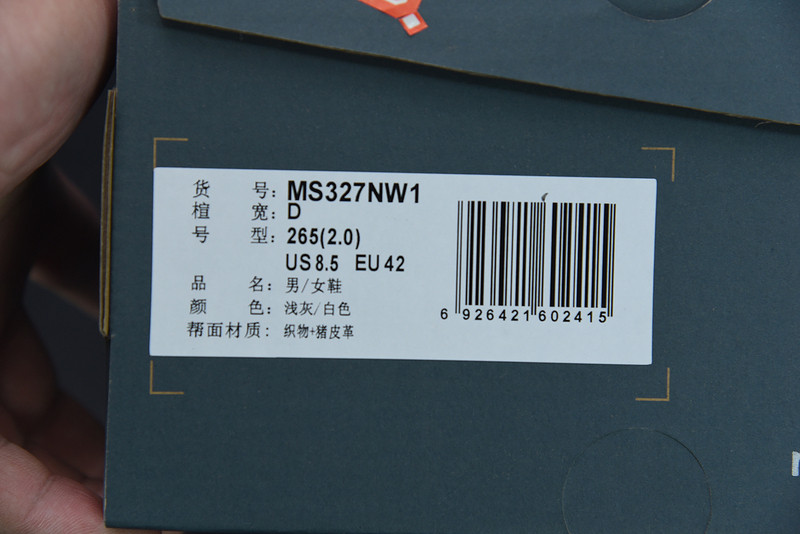 货 号: MS327NW1
楦 宽: D
号 型: 265(2.0)
US 8.5 EU 42
品 名: 男/女鞋
颜 色: 浅灰/白色
帮面材质: 织物+猪皮革
6 926421 602415